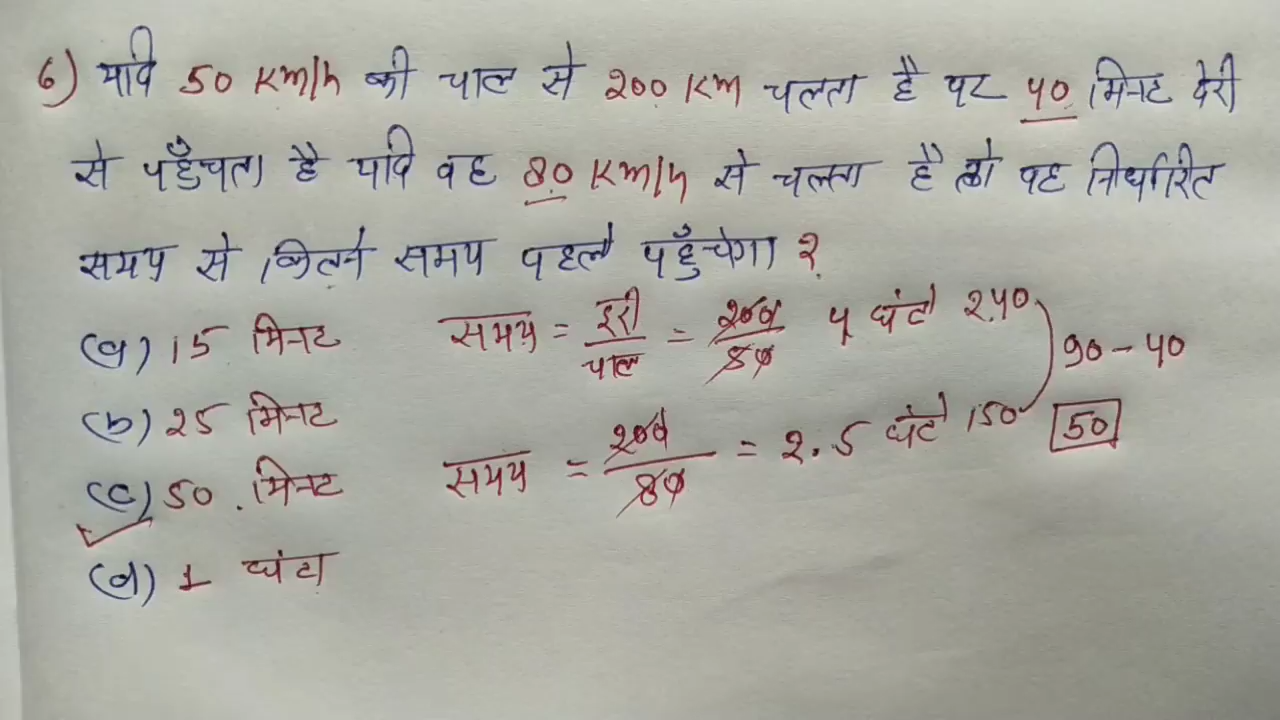 6) यदि 50 km/h की चाल से 200 km चलता है पर 40 मिनट देरी
से पहुँचता है यदि वह 80 km/h से चलता है तो वह निर्धारित
समय से कितने समय पहले पहुँचेगा ?
(a) 15 मिनट
समय = दूरी/चाल = 200/50 4 घंटे 240
90 - 40
(b) 25 मिनट
समय = 200/80 = 2.5 घंटे 150
50
(c) 50 मिनट
(d) 1 घंटा